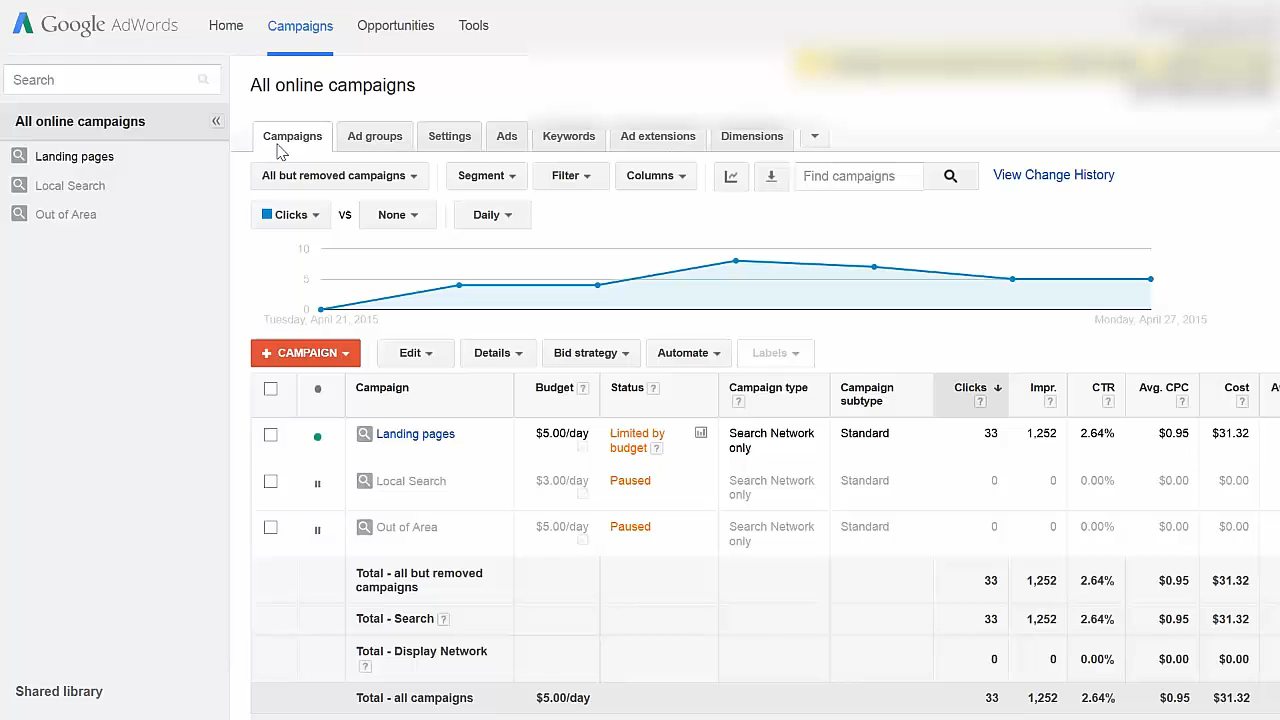 Google AdWords Home Campaigns Opportunities Tools
Search
All online campaigns «
Landing pages
Local Search
Out of Area
Shared library
All online campaigns
Campaigns Ad groups Settings Ads Keywords Ad extensions Dimensions
All but removed campaigns Segment Filter Columns Find campaigns View Change History
Clicks VS None Daily
10
5
0
Tuesday, April 21, 2015 Monday, April 27, 2015
+ CAMPAIGN Edit Details Bid strategy Automate Labels
Campaign Budget ? Status ? Campaign type ? Campaign subtype Clicks ? Impr. ? CTR ? Avg. CPC ? Cost ? A
Landing pages $5.00/day Limited by budget ? Search Network only Standard 33 1,252 2.64% $0.95 $31.32
Local Search $3.00/day Paused Search Network only Standard 0 0 0.00% $0.00 $0.00
Out of Area $5.00/day Paused Search Network only Standard 0 0 0.00% $0.00 $0.00
Total - all but removed campaigns 33 1,252 2.64% $0.95 $31.32
Total - Search ? 33 1,252 2.64% $0.95 $31.32
Total - Display Network ? 0 0 0.00% $0.00 $0.00
Total - all campaigns $5.00/day 33 1,252 2.64% $0.95 $31.32